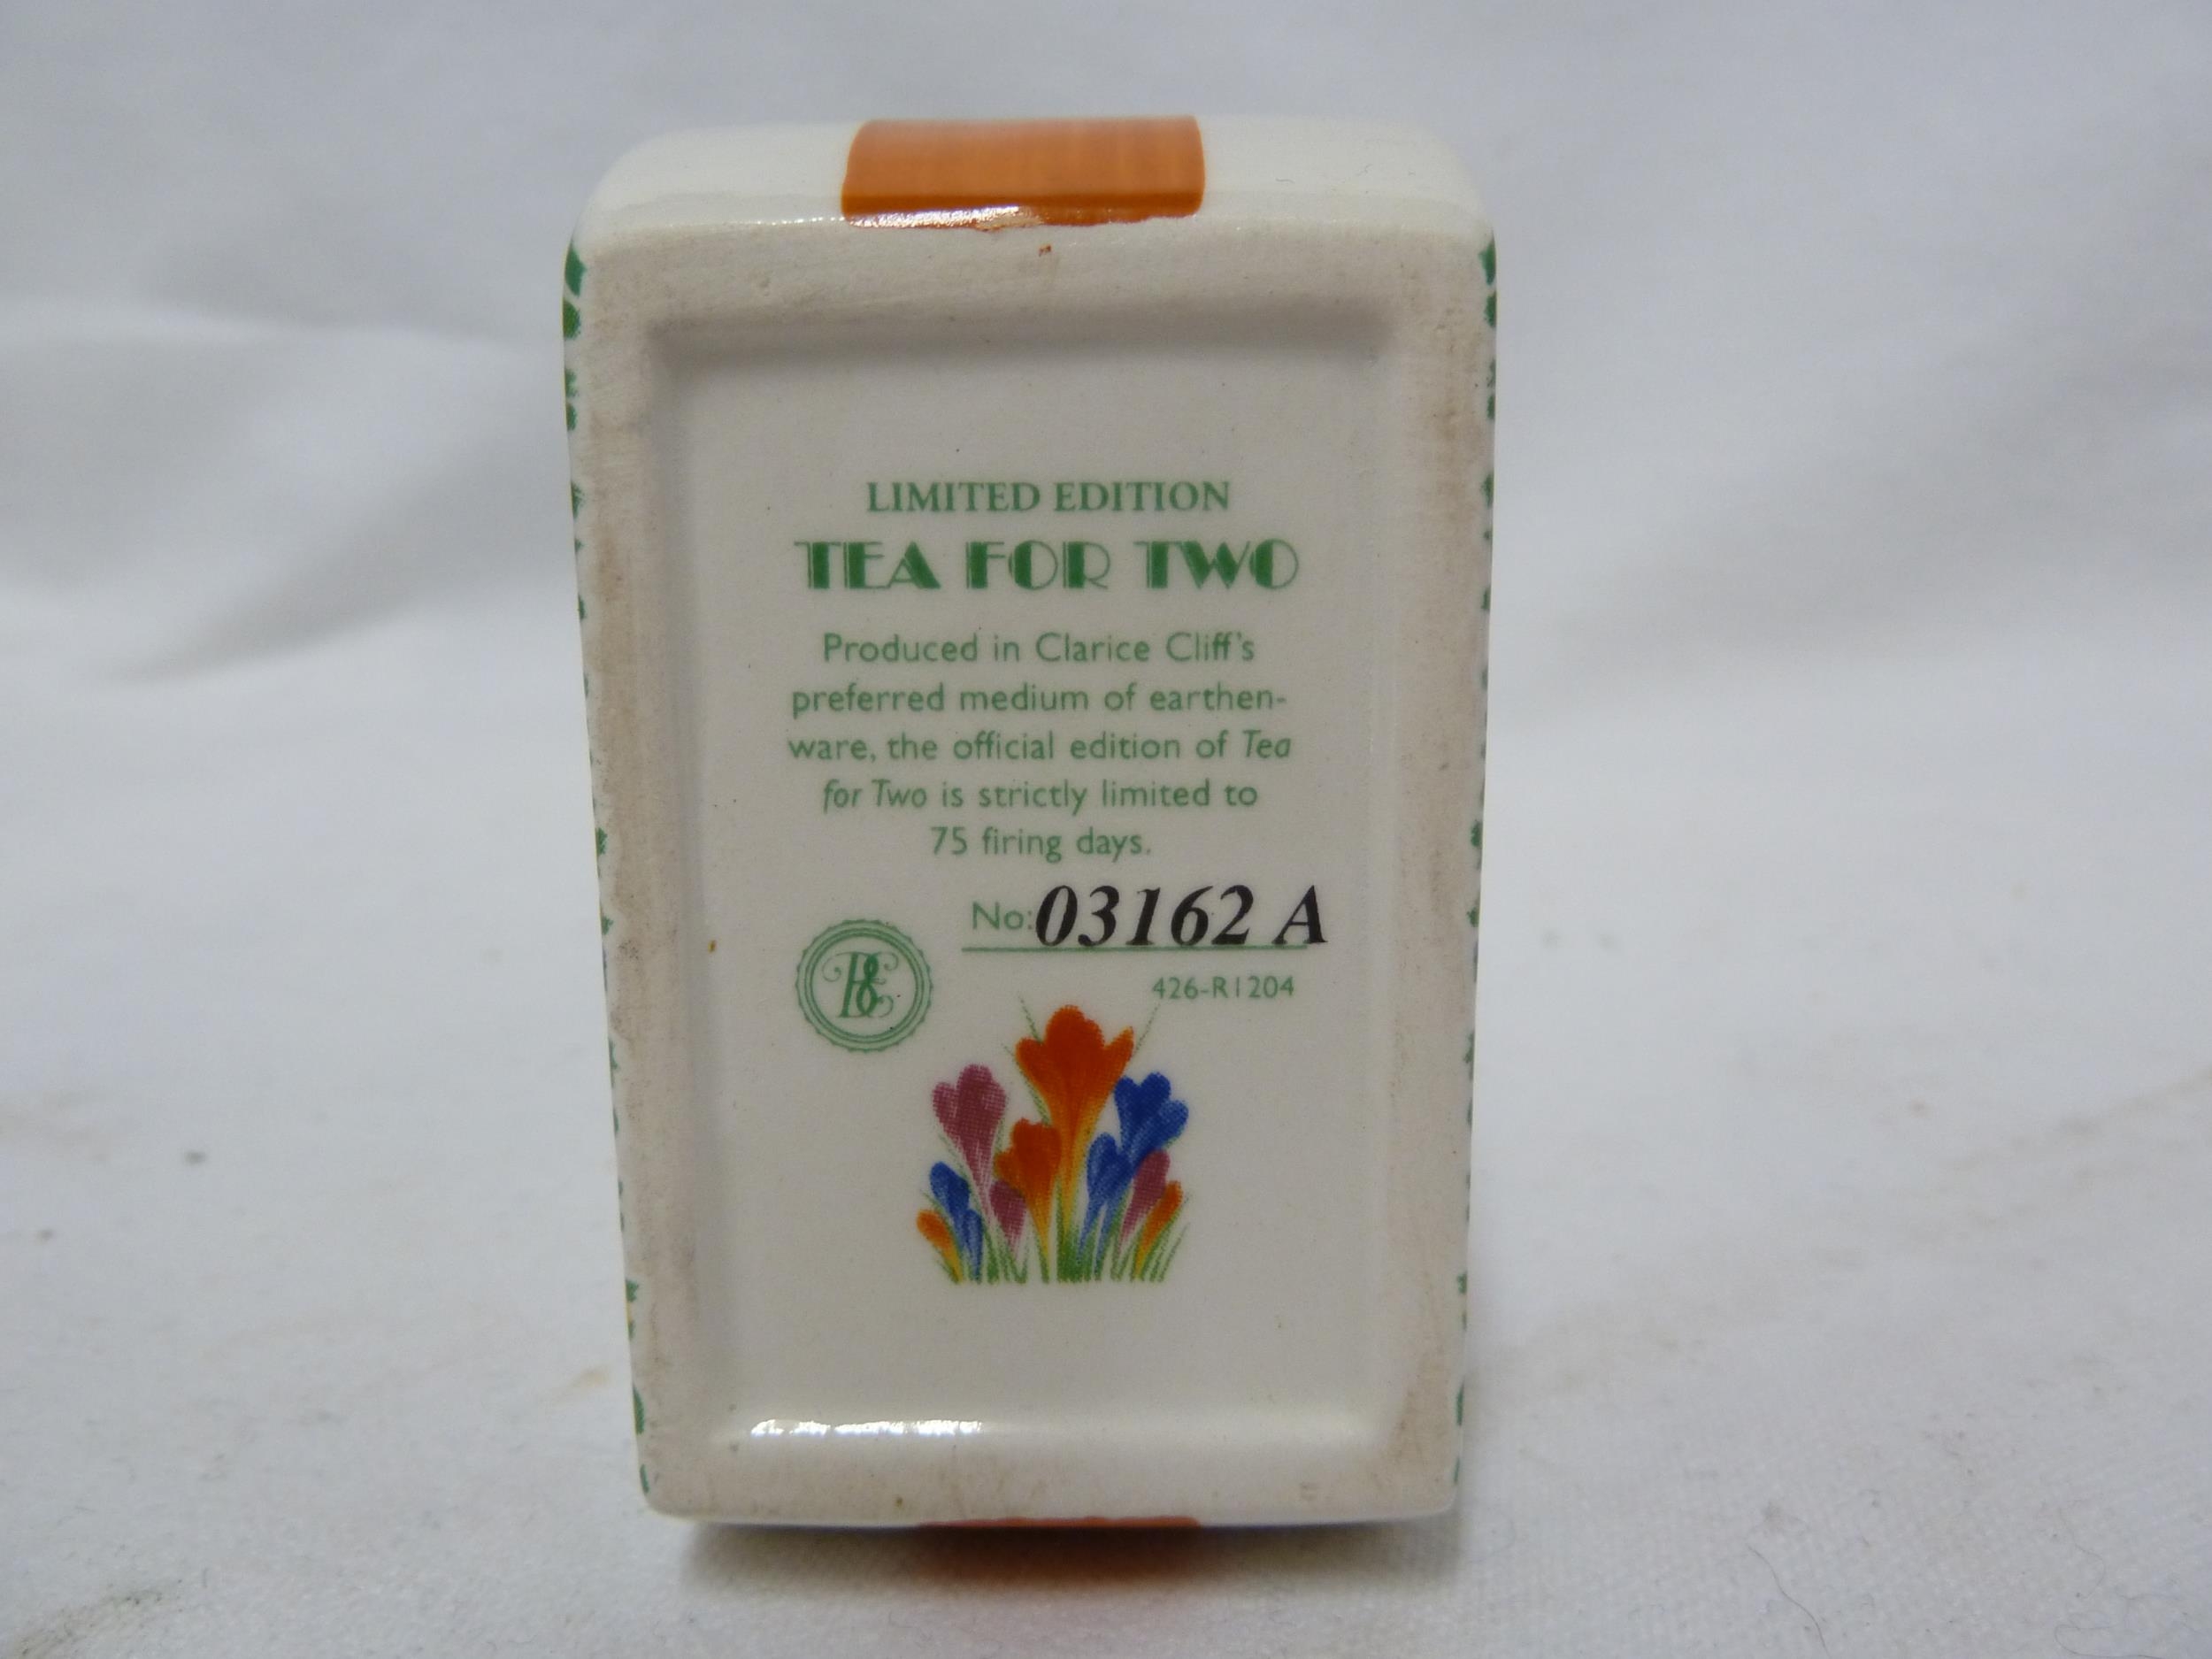 LIMITED EDITION
TEA FOR TWO
Produced in Clarice Cliff's
preferred medium of earthen-
ware, the official edition of Tea
for Two is strictly limited to
75 firing days.
No: 03162 A
BE
426-R1204